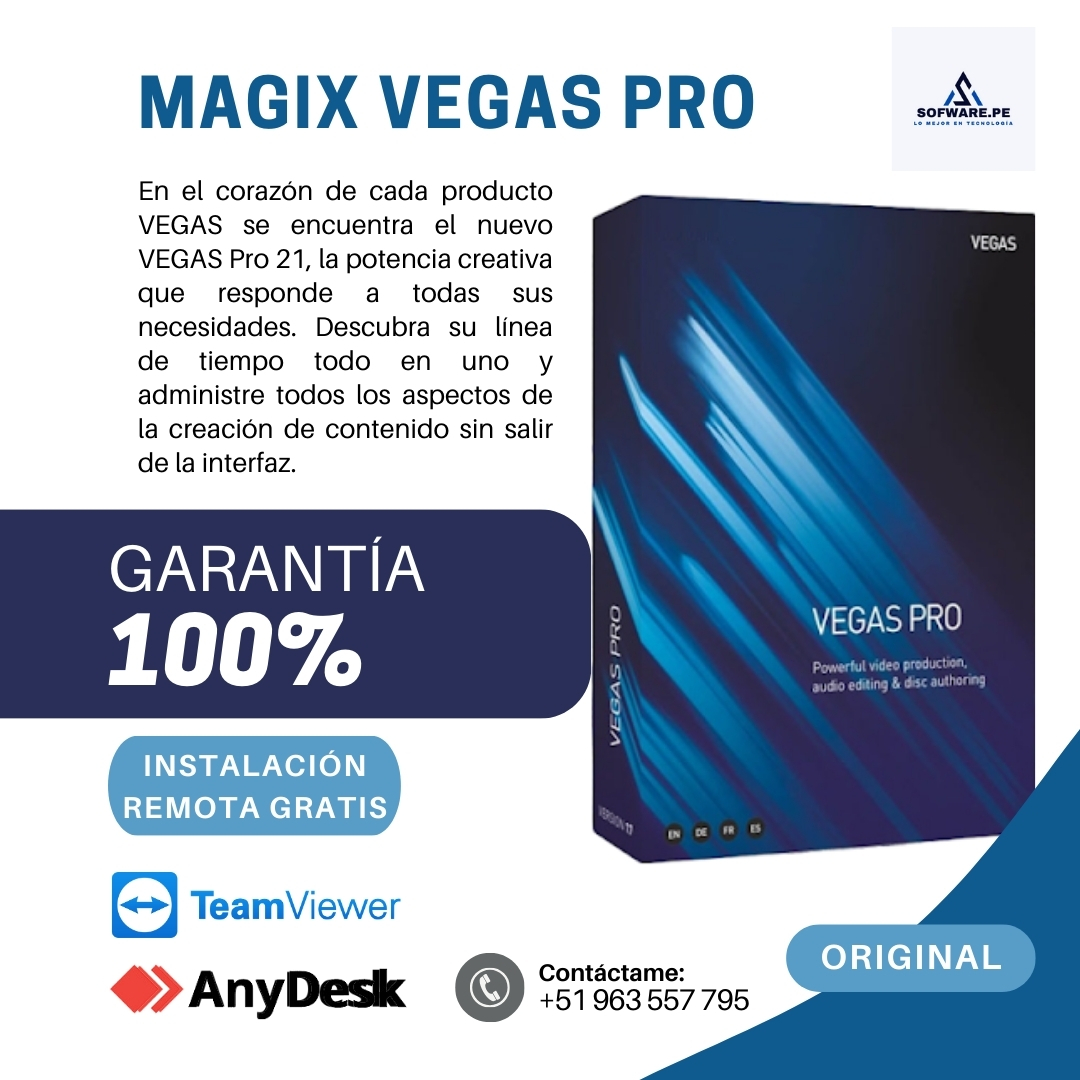 MAGIX VEGAS PRO
SOFWARE.PE
LO MEJOR EN TECNOLOGÍA
En el corazón de cada producto
VEGAS se encuentra el nuevo
VEGAS Pro 21, la potencia creativa
que responde a todas sus
necesidades. Descubra su línea
de tiempo todo en uno y
administre todos los aspectos de
la creación de contenido sin salir
de la interfaz.
VEGAS
VEGAS PRO
Powerful video production,
audio editing & disc authoring
VEGAS PRO
VERSION 17
EN DE FR ES
GARANTÍA
100%
INSTALACIÓN
REMOTA GRATIS
TeamViewer
AnyDesk
Contáctame:
+51 963 557 795
ORIGINAL